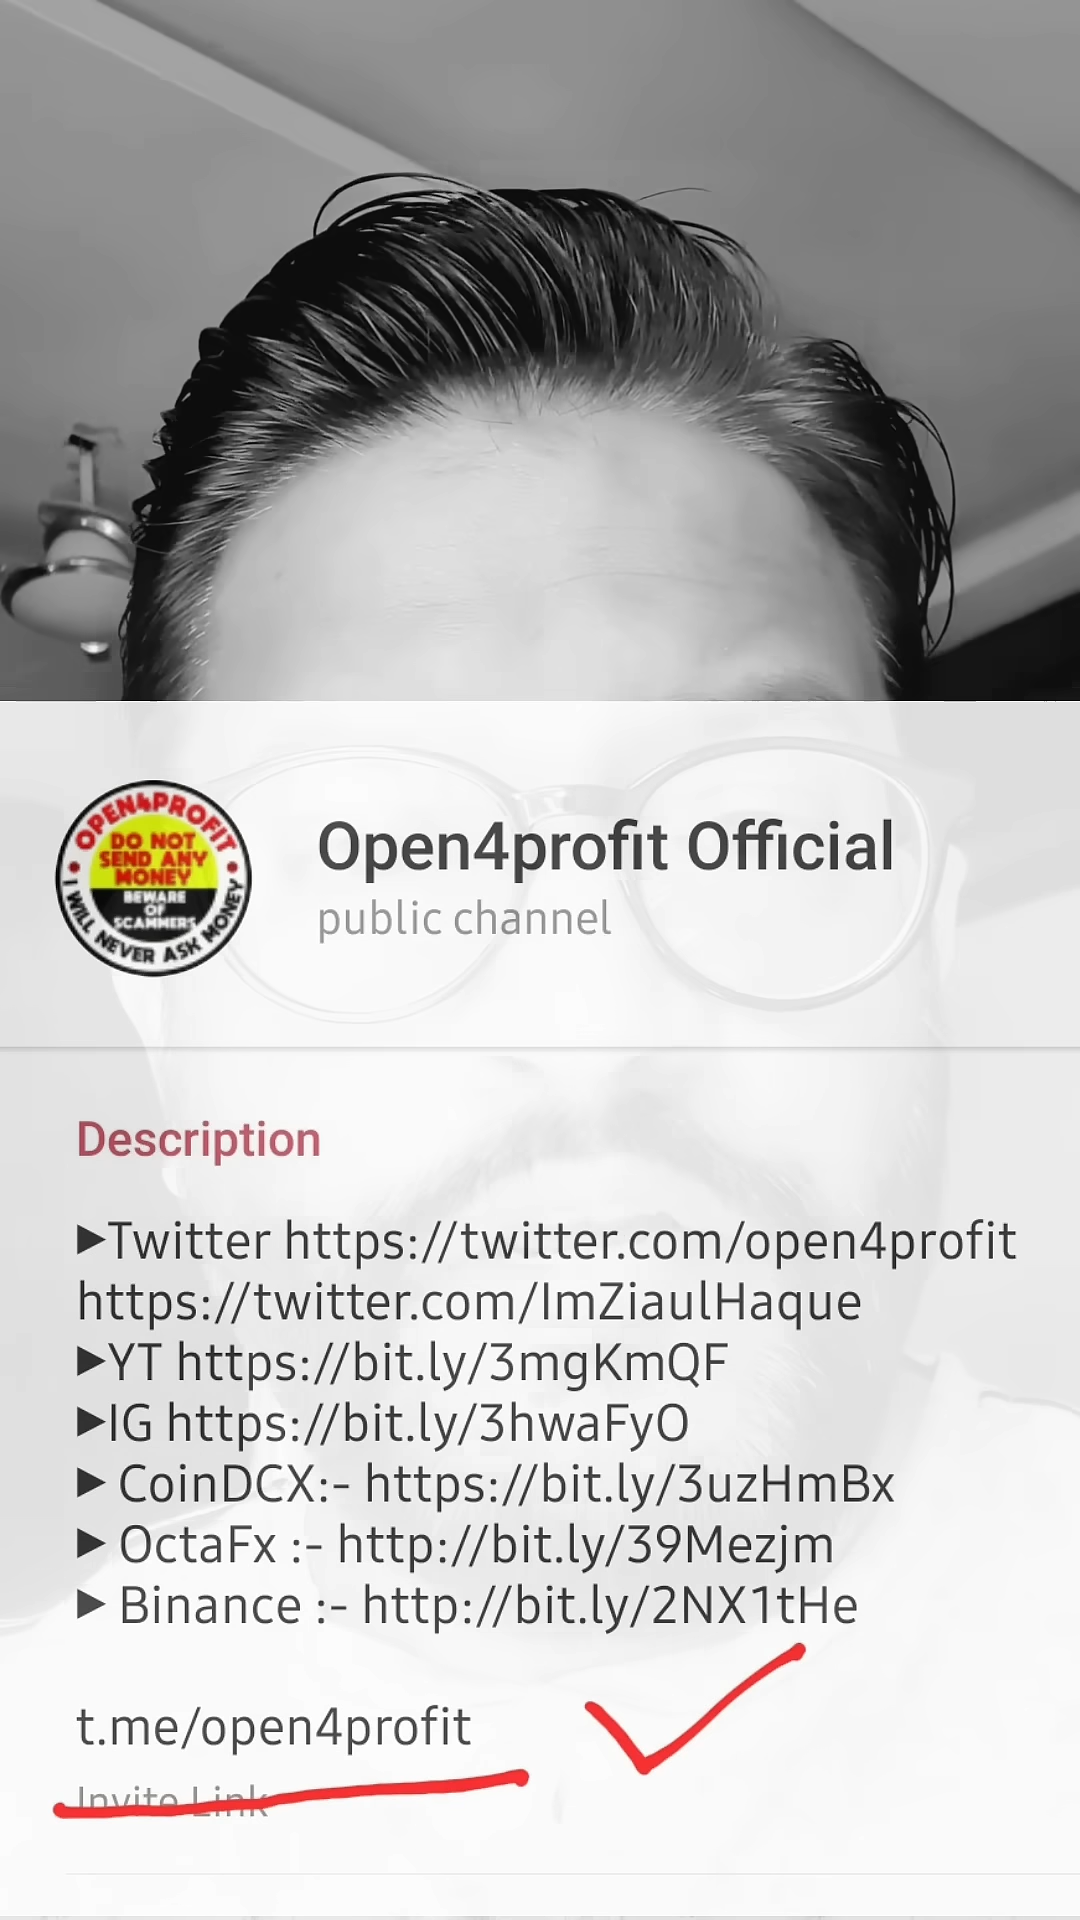 OPEN4PROFIT
DO NOT
SEND ANY
MONEY
BEWARE
OF
SCAMMERS
I WILL NEVER ASK MONEY
Open4profit Official
public channel
Description
▶Twitter https://twitter.com/open4profit
https://twitter.com/ImZiaulHaque
▶YT https://bit.ly/3mgKmQF
▶IG https://bit.ly/3hwaFyO
▶ CoinDCX:- https://bit.ly/3uzHmBx
▶ OctaFx :- http://bit.ly/39Mezjm
▶ Binance :- http://bit.ly/2NX1tHe
t.me/open4profit
Invite Link